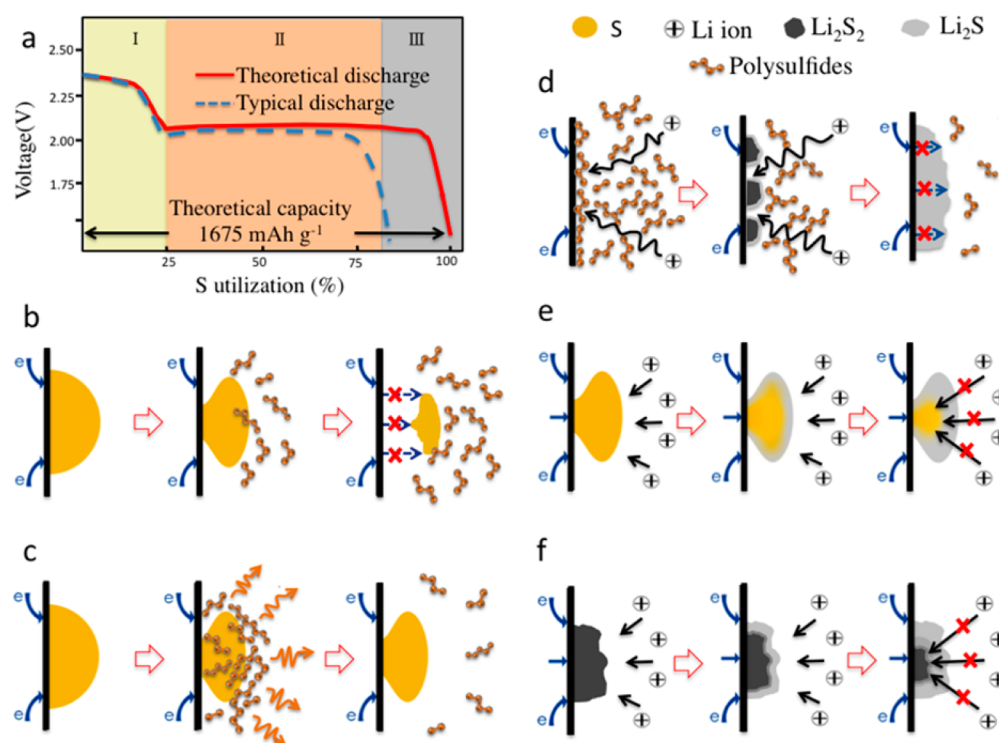 a
I
II
III
2.50
2.25
2.00
1.75
Voltage(V)
Theoretical discharge
Typical discharge
Theoretical capacity
1675 mAh g⁻¹
25
50
75
100
S utilization (%)
S
Li ion
Li₂S₂
Li₂S
Polysulfides
d
e
e
e
e
e
e
b
e
e
e
e
e
e
e
e
e
e
e
e
e
c
e
e
e
e
e
e
f
e
e
e
e
e
e